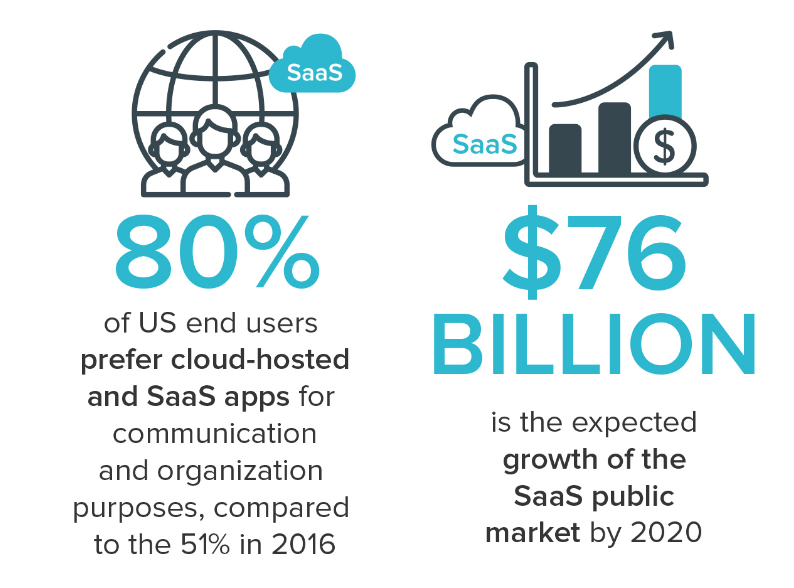 SaaS
80%
of US end users
prefer cloud-hosted
and SaaS apps for
communication
and organization
purposes, compared
to the 51% in 2016
SaaS
$
$76
BILLION
is the expected
growth of the
SaaS public
market by 2020